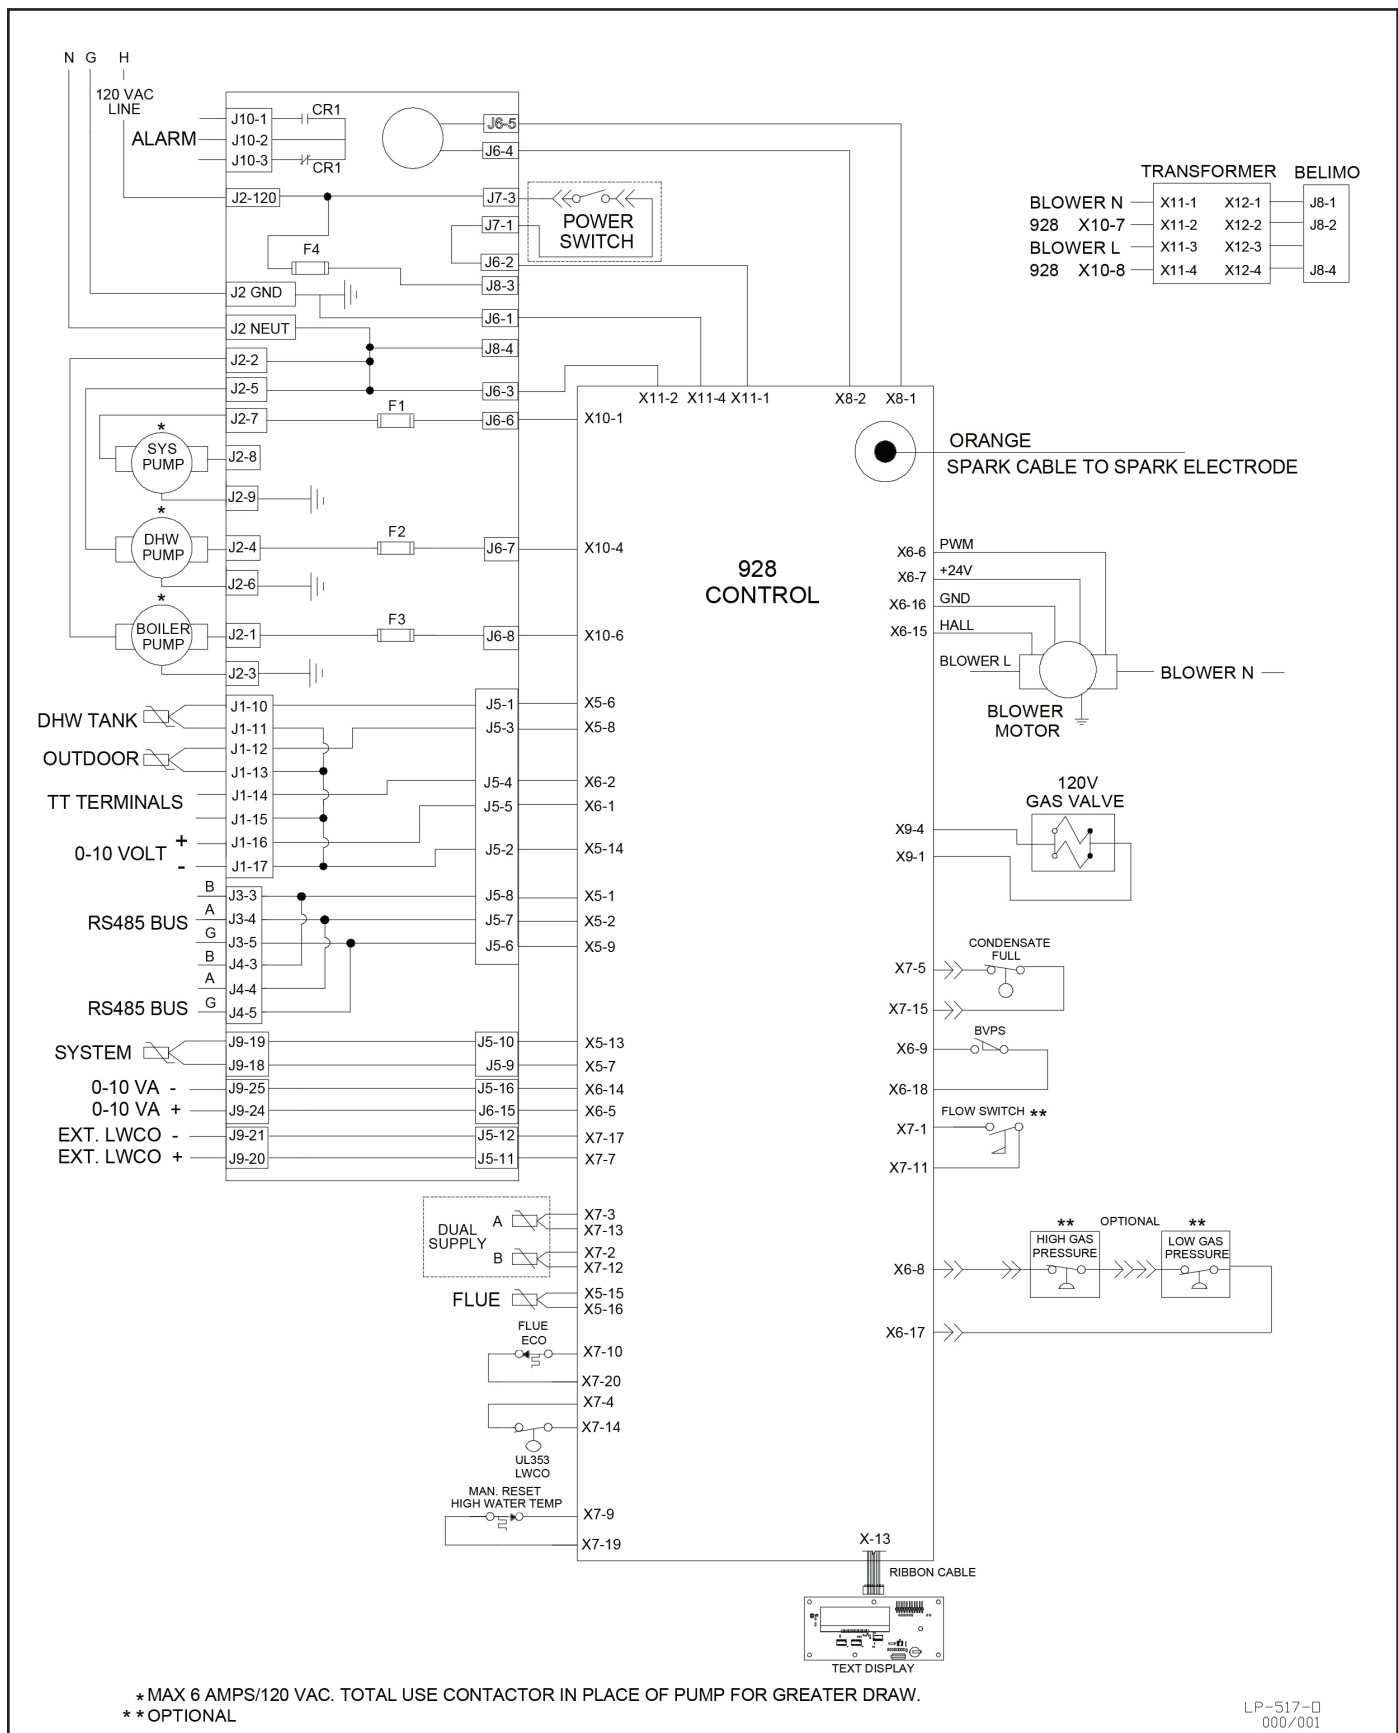 N G H
120 VAC
LINE
ALARM
J10-1
J10-2
J10-3
CR1
CR1
J2-120
F4
J2 GND
J2 NEUT
J2-2
J2-5
J2-7
J2-8
J2-9
J2-4
J2-6
J2-1
J2-3
* SYS
PUMP
* DHW
PUMP
* BOILER
PUMP
F1
F2
F3
J6-5
J6-4
J7-3
J7-1
J6-2
J8-3
J6-1
J8-4
J6-3
J6-6
J6-7
J6-8
POWER
SWITCH
TRANSFORMER BELIMO
BLOWER N X11-1 X12-1 J8-1
928 X10-7 X11-2 X12-2 J8-2
BLOWER L X11-3 X12-3
928 X10-8 X11-4 X12-4 J8-4
X11-2 X11-4 X11-1 X8-2 X8-1
X10-1
X10-4
X10-6
928
CONTROL
ORANGE
SPARK CABLE TO SPARK ELECTRODE
X6-6 PWM
X6-7 +24V
X6-16 GND
X6-15 HALL
BLOWER L
BLOWER N
BLOWER
MOTOR
DHW TANK
OUTDOOR
TT TERMINALS
0-10 VOLT + -
J1-10
J1-11
J1-12
J1-13
J1-14
J1-15
J1-16
J1-17
J5-1 X5-6
J5-3 X5-8
J5-4 X6-2
J5-5 X6-1
J5-2 X5-14
RS485 BUS
B J3-3
A J3-4
G J3-5
RS485 BUS
B J4-3
A J4-4
G J4-5
J5-8 X5-1
J5-7 X5-2
J5-6 X5-9
SYSTEM
J9-19 J5-10 X5-13
J9-18 J5-9 X5-7
0-10 VA - J9-25 J5-16 X6-14
0-10 VA + J9-24 J6-15 X6-5
EXT. LWCO - J9-21 J5-12 X7-17
EXT. LWCO + J9-20 J5-11 X7-7
120V
GAS VALVE
X9-4
X9-1
CONDENSATE
FULL
X7-5
X7-15
BVPS
X6-9
X6-18
FLOW SWITCH **
X7-1
X7-11
** OPTIONAL **
HIGH GAS
PRESSURE
LOW GAS
PRESSURE
X6-8
X6-17
DUAL
SUPPLY
A X7-3
X7-13
B X7-2
X7-12
FLUE X5-15
X5-16
FLUE
ECO
X7-10
X7-20
X7-4
X7-14
UL353
LWCO
MAN. RESET
HIGH WATER TEMP
X7-9
X7-19
X-13
RIBBON CABLE
TEXT DISPLAY
* MAX 6 AMPS/120 VAC. TOTAL USE CONTACTOR IN PLACE OF PUMP FOR GREATER DRAW.
* * OPTIONAL
LP-517-O
000/001